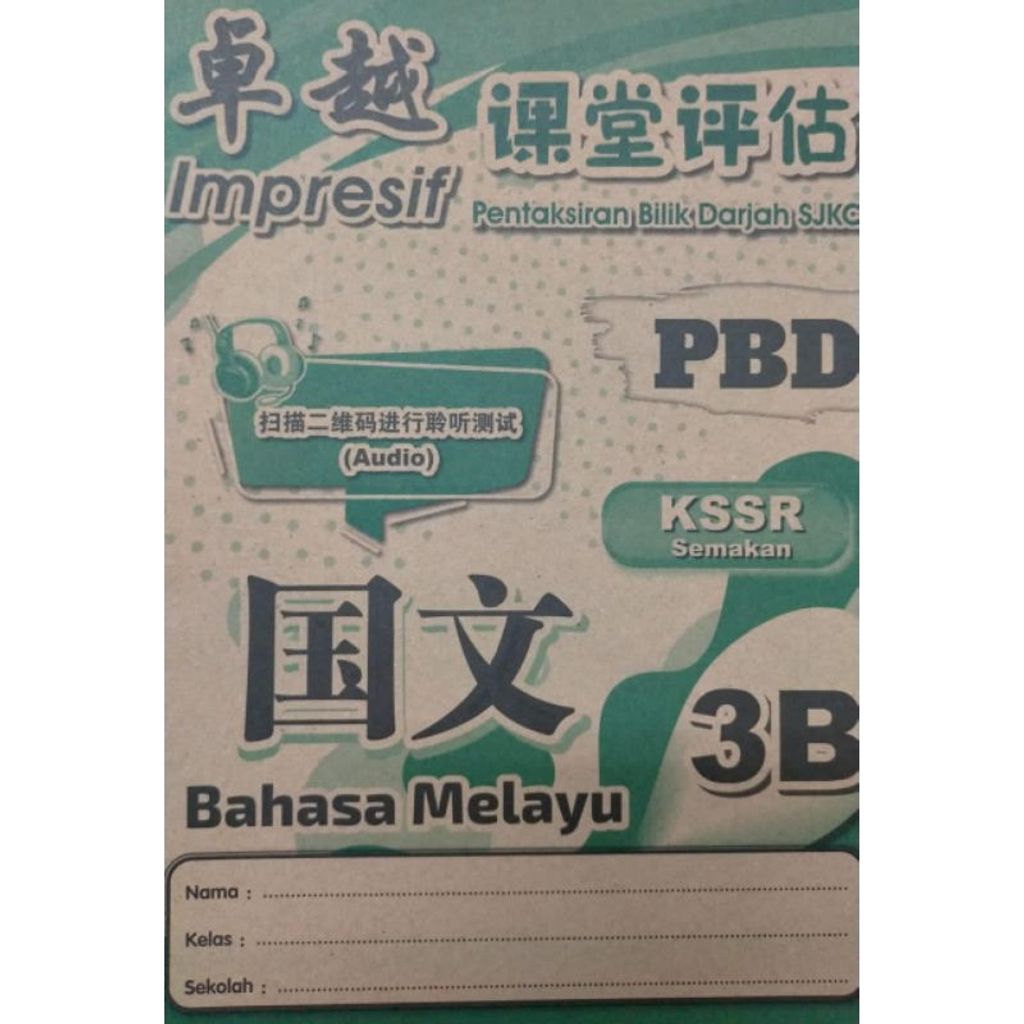 卓越
Impresif
课堂评估
Pentaksiran Bilik Darjah SJKC
PBD
扫描二维码进行聆听测试
(Audio)
KSSR
Semakan
国文
3B
Bahasa Melayu
Nama :
Kelas :
Sekolah :